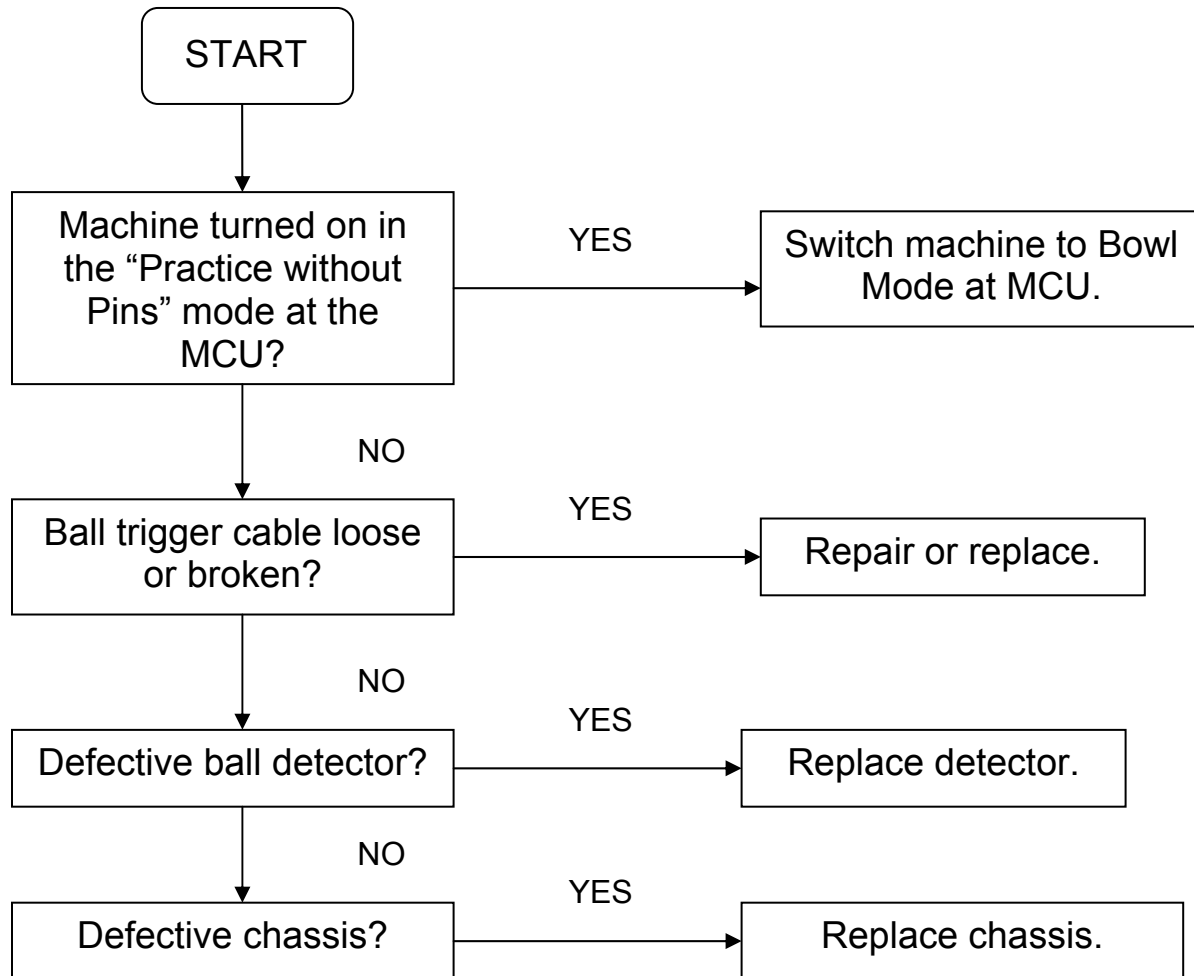 START
Machine turned on in
the “Practice without
Pins” mode at the
MCU?
YES
Switch machine to Bowl
Mode at MCU.
NO
Ball trigger cable loose
or broken?
YES
Repair or replace.
NO
Defective ball detector?
YES
Replace detector.
NO
Defective chassis?
YES
Replace chassis.